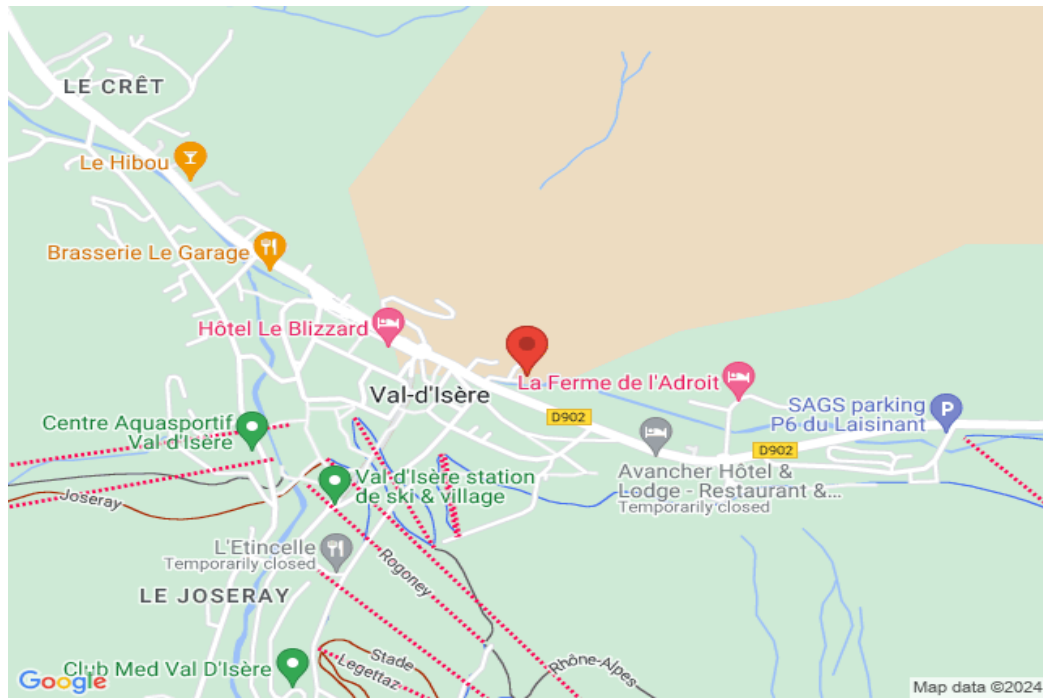 LE CRÊT
Le Hibou
Brasserie Le Garage
Hôtel Le Blizzard
Val-d'Isère
La Ferme de l'Adroit
D902
SAGS parking
P6 du Laisinant
P
Centre Aquasportif
Val d'Isère
D902
Avancher Hôtel &
Lodge - Restaurant &...
Temporarily closed
Val d'Isère station
de ski & village
Joseray
L'Etincelle
Temporarily closed
Rogoney
LE JOSERAY
Club Med Val D'Isère
Stade
Legettaz
Rhône-Alpes
Google
Map data ©2024